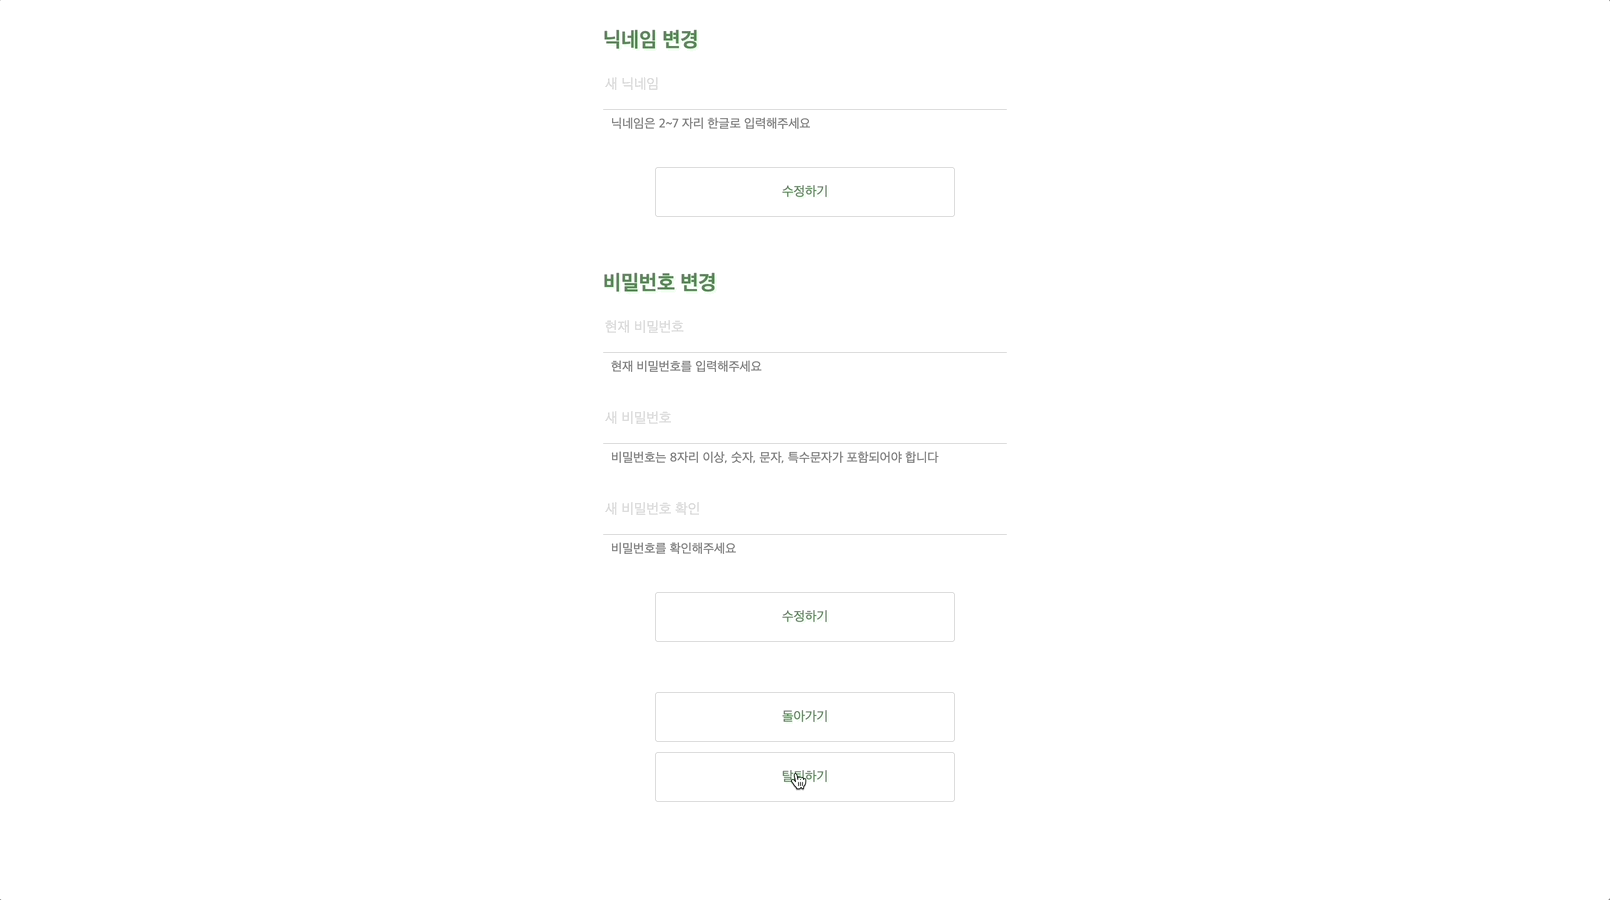 닉네임 변경
새 닉네임
닉네임은 2~7 자리 한글로 입력해주세요
수정하기
비밀번호 변경
현재 비밀번호
현재 비밀번호를 입력해주세요
새 비밀번호
비밀번호는 8자리 이상, 숫자, 문자, 특수문자가 포함되어야 합니다
새 비밀번호 확인
비밀번호를 확인해주세요
수정하기
돌아가기
탈퇴하기